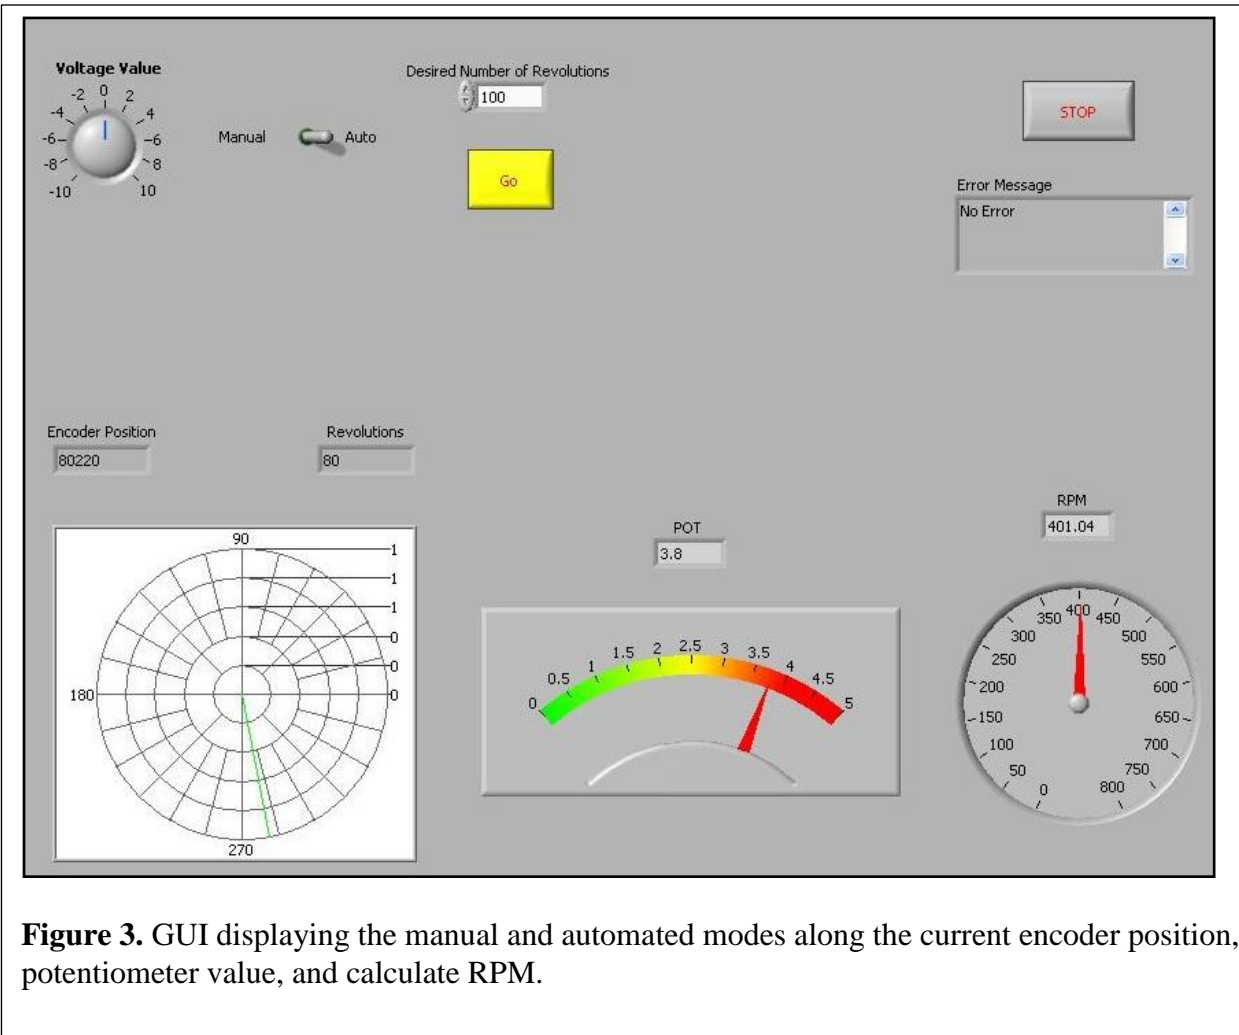 Voltage Value
-2 0 2
-4 4
-6 6
-8 8
-10 10
Manual
Auto
Desired Number of Revolutions
100
Go
STOP
Error Message
No Error
Encoder Position
80220
Revolutions
80
90
1
1
1
0
0
180 0
270
POT
3.8
0 0.5 1 1.5 2 2.5 3 3.5 4 4.5 5
RPM
401.04
0 50 100 150 200 250 300 350 400 450 500 550 600 650 700 750 800
Figure 3. GUI displaying the manual and automated modes along the current encoder position,
potentiometer value, and calculate RPM.